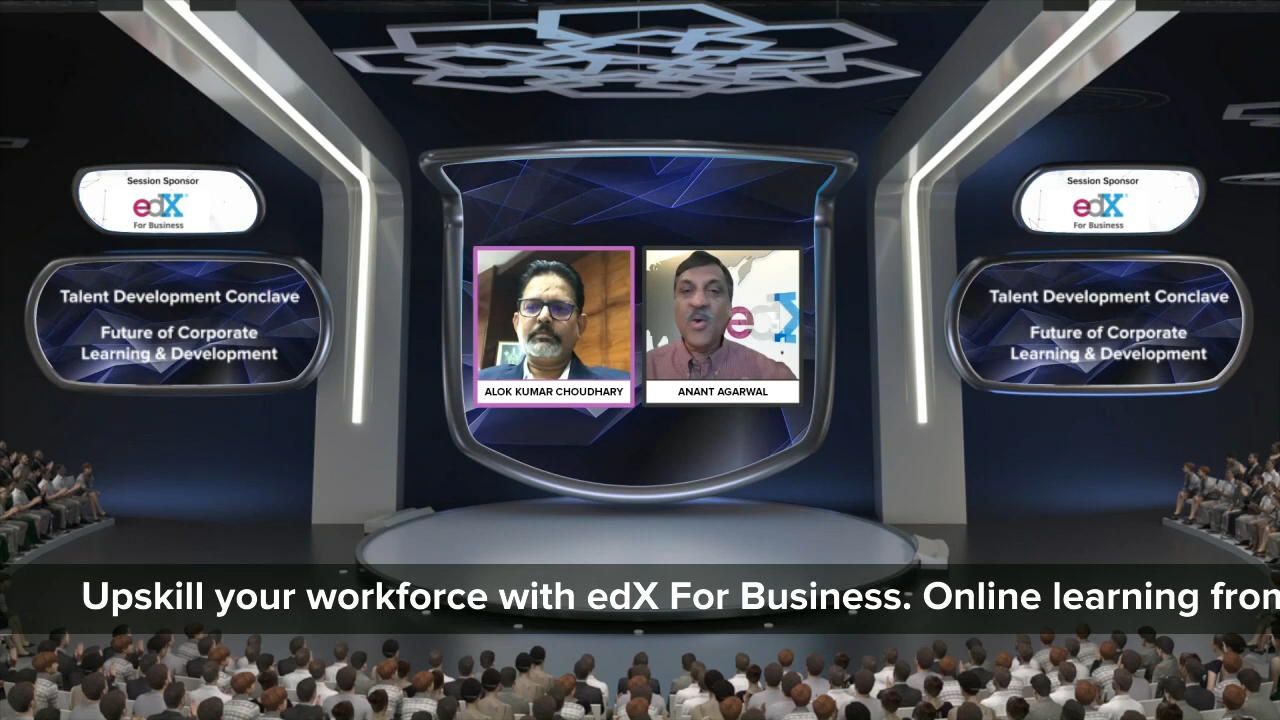 Session Sponsor
edX
For Business
Talent Development Conclave
Future of Corporate
Learning & Development
edX
ALOK KUMAR CHOUDHARY
ANANT AGARWAL
Session Sponsor
edX
For Business
Talent Development Conclave
Future of Corporate
Learning & Development
Upskill your workforce with edX For Business. Online learning from